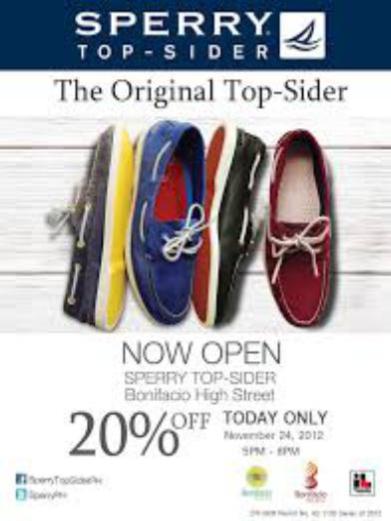 SPERRY
TOP-SIDER
The Original Top-Sider
NOW OPEN
SPERRY TOP-SIDER
Bonifacio High Street
20% OFF
TODAY ONLY
November 24, 2012
5PM - 8PM
SperryTopSiderPH
SperryPH